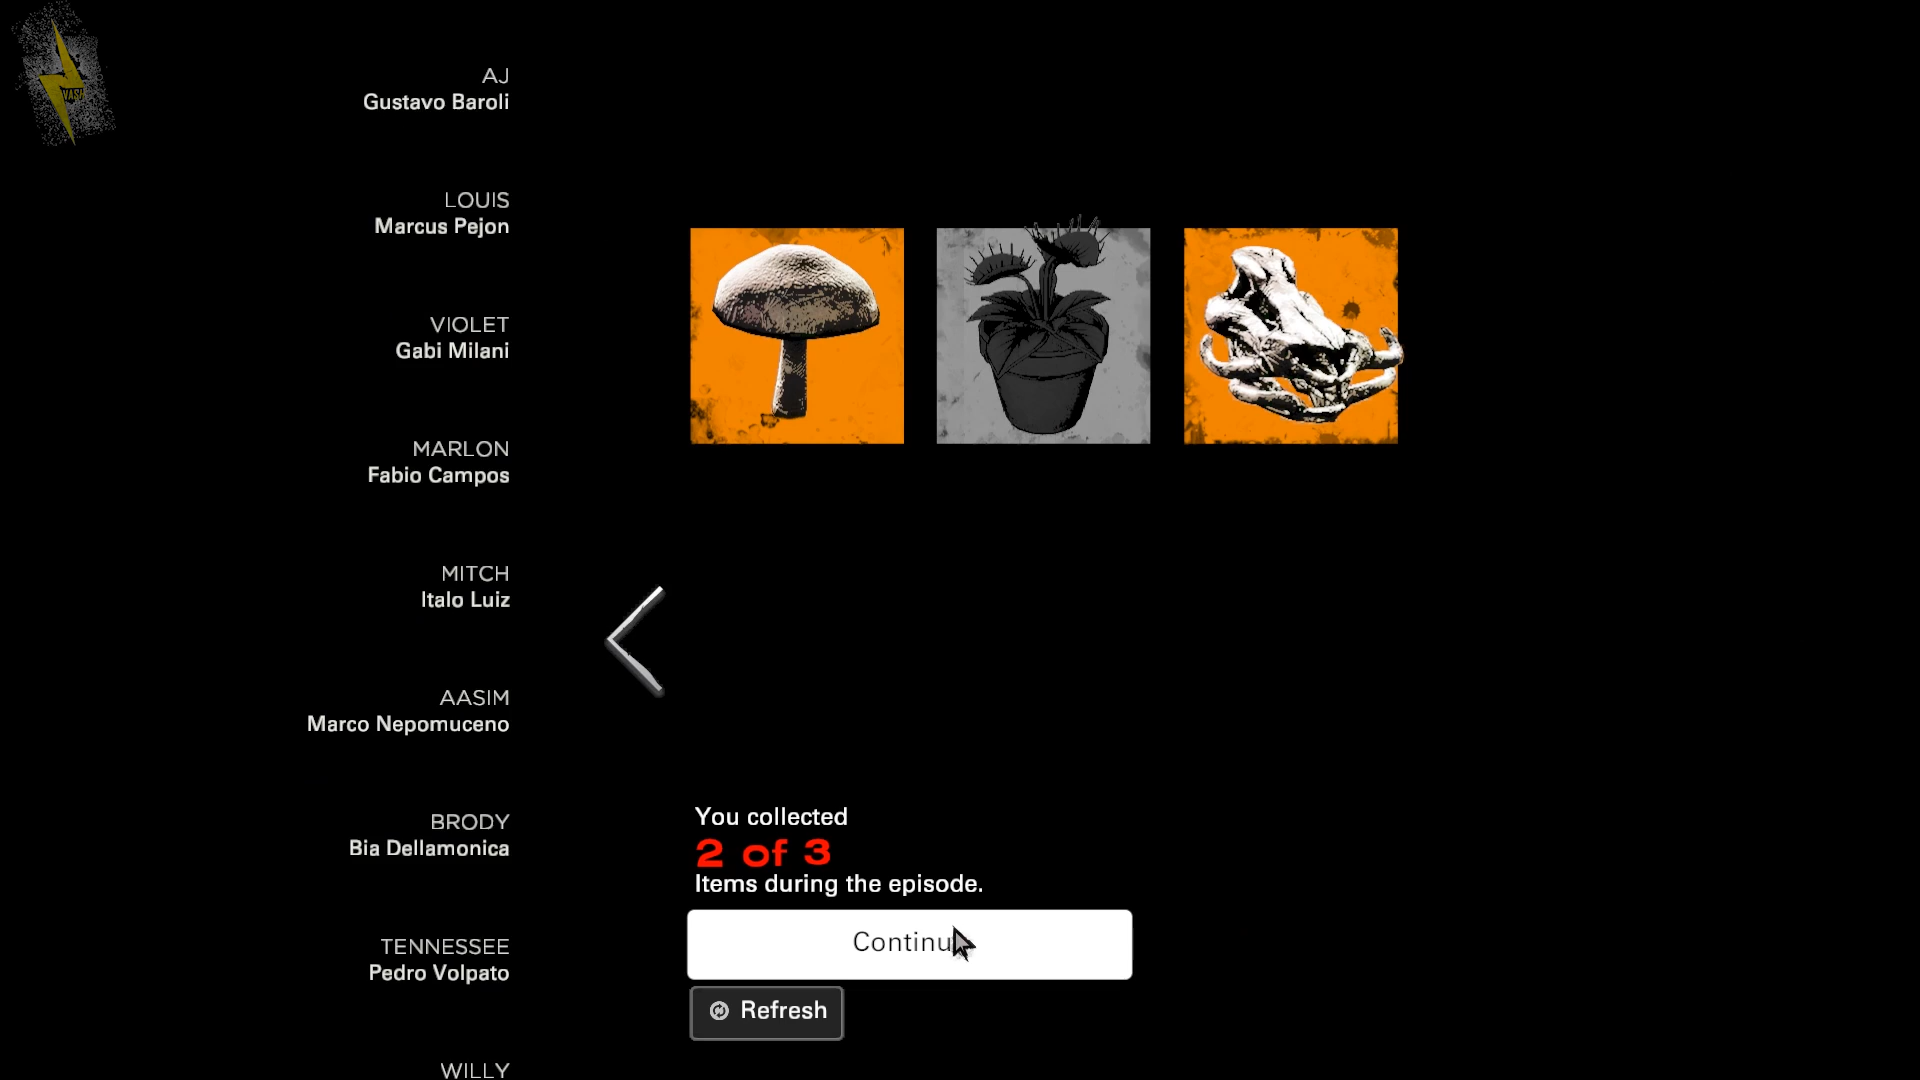 AJ
Gustavo Baroli
LOUIS
Marcus Pejon
VIOLET
Gabi Milani
MARLON
Fabio Campos
MITCH
Italo Luiz
AASIM
Marco Nepomuceno
BRODY
Bia Dellamonica
TENNESSEE
Pedro Volpato
WILLY
You collected
2 of 3
Items during the episode.
Continu
Refresh